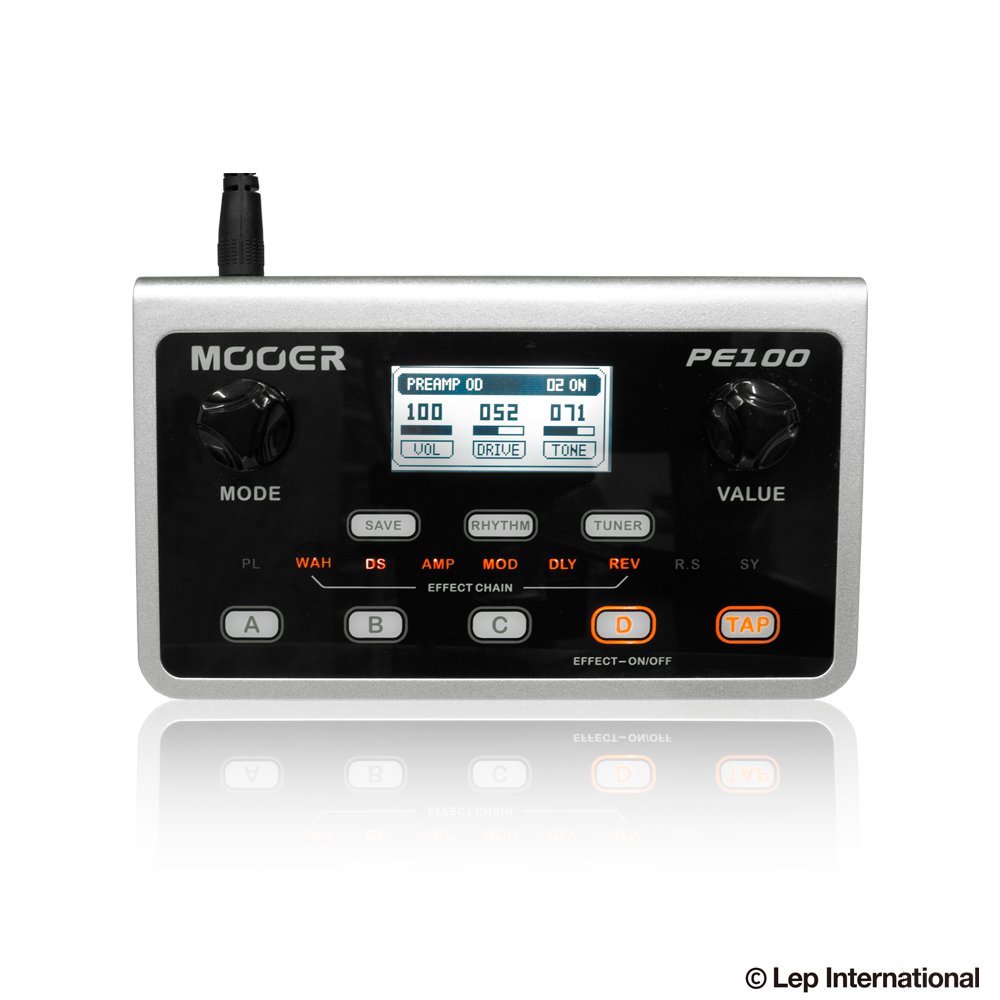 MOOER
PE100
PREAMP OD 02 ON
100 052 071
VOL DRIVE TONE
MODE
VALUE
SAVE RHYTHM TUNER
PL WAH DS AMP MOD DLY REV R.S SY
EFFECT CHAIN
A B C D TAP
EFFECT-ON/OFF
© Lep International